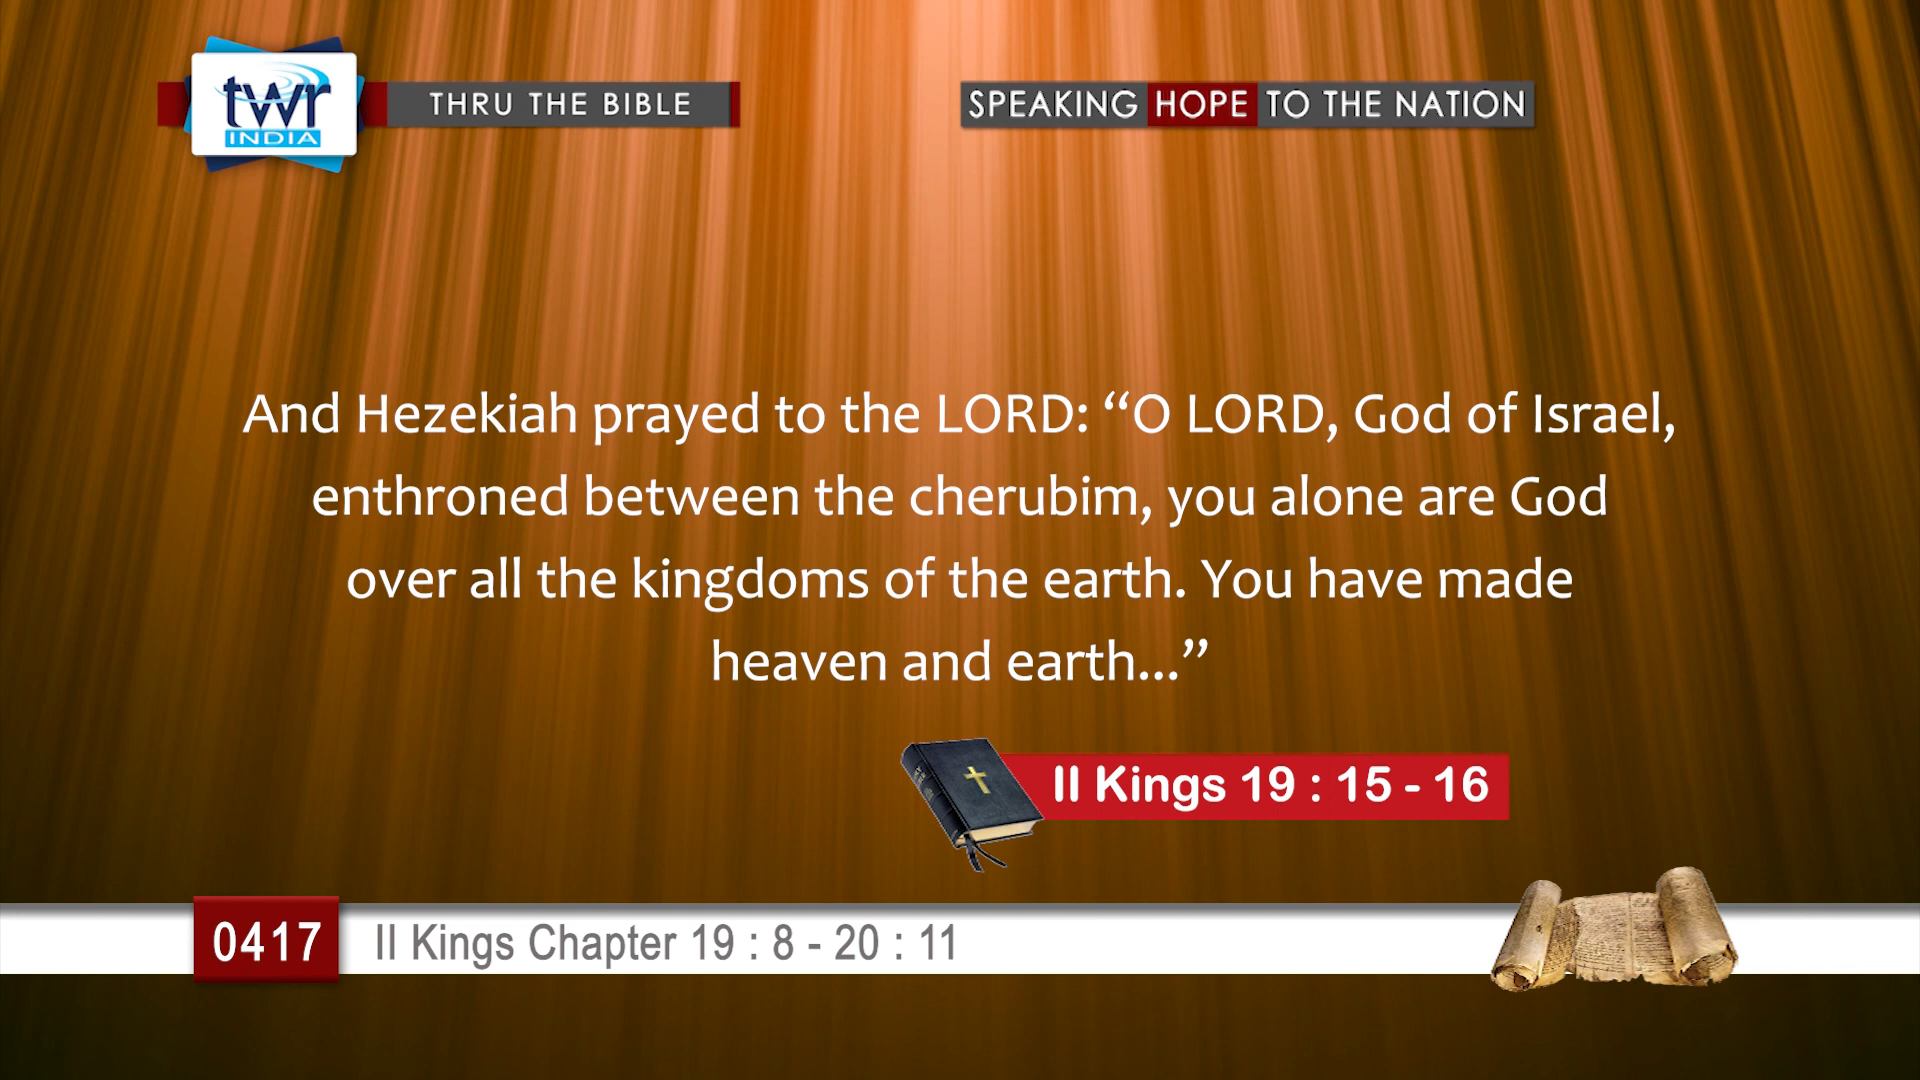 twr
INDIA
THRU THE BIBLE
SPEAKING HOPE TO THE NATION
And Hezekiah prayed to the LORD: “O LORD, God of Israel,
enthroned between the cherubim, you alone are God
over all the kingdoms of the earth. You have made
heaven and earth...”
II Kings 19 : 15 - 16
0417
II Kings Chapter 19 : 8 - 20 : 11